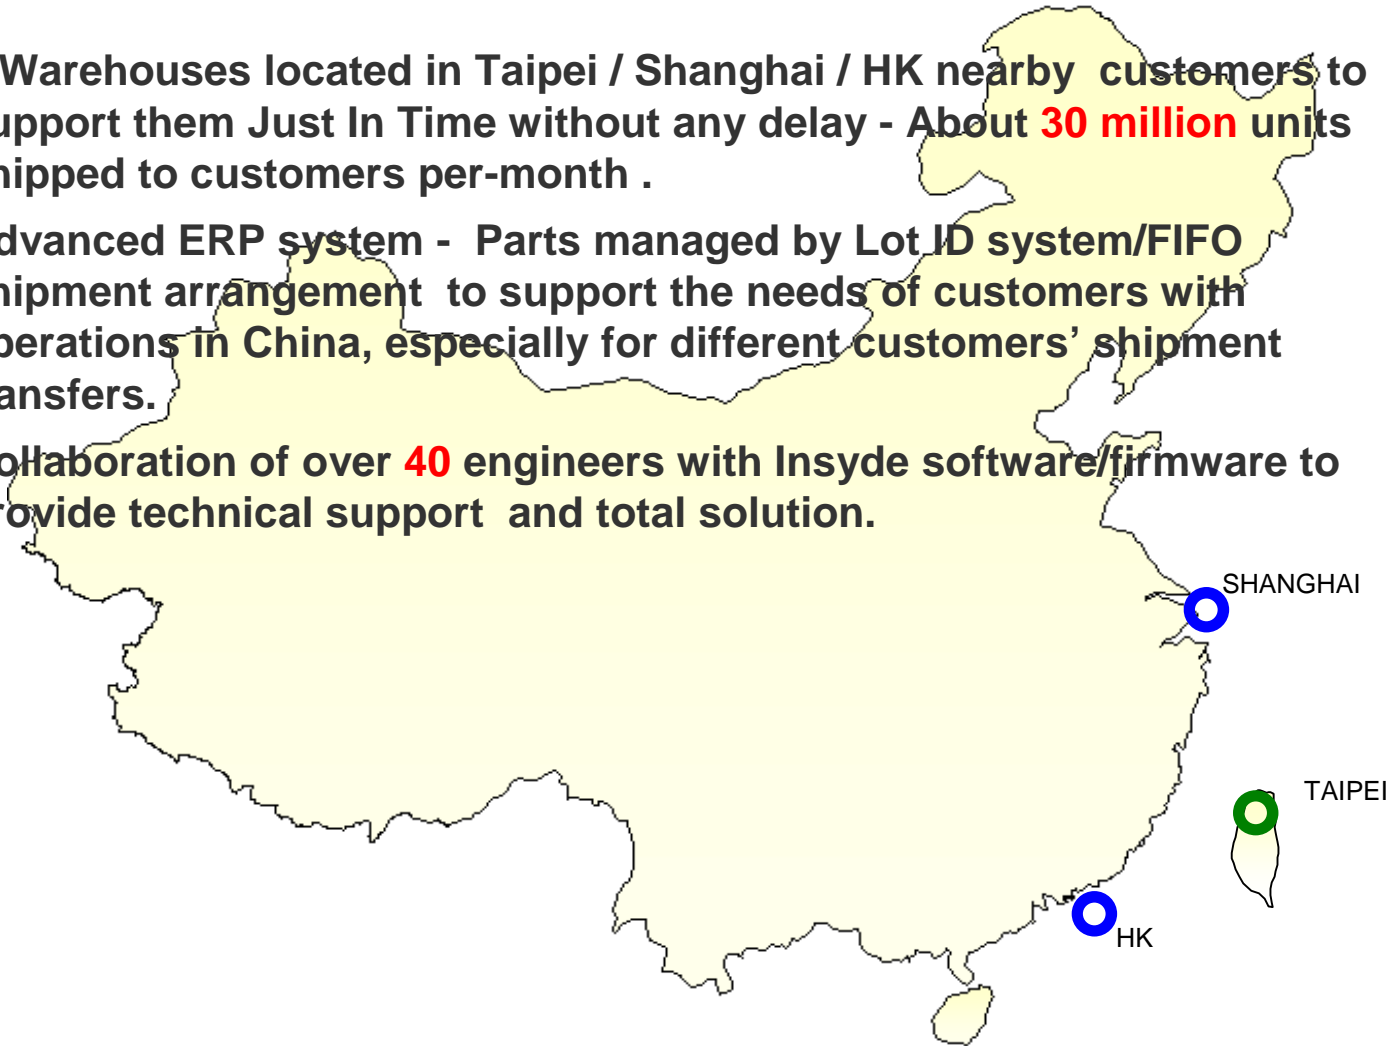 Warehouses located in Taipei / Shanghai / HK nearby customers to
upport them Just In Time without any delay - About 30 million units
hipped to customers per-month .
dvanced ERP system - Parts managed by Lot ID system/FIFO
hipment arrangement to support the needs of customers with
perations in China, especially for different customers’ shipment
ansfers.
ollaboration of over 40 engineers with Insyde software/firmware to
rovide technical support and total solution.
SHANGHAI
TAIPEI
HK